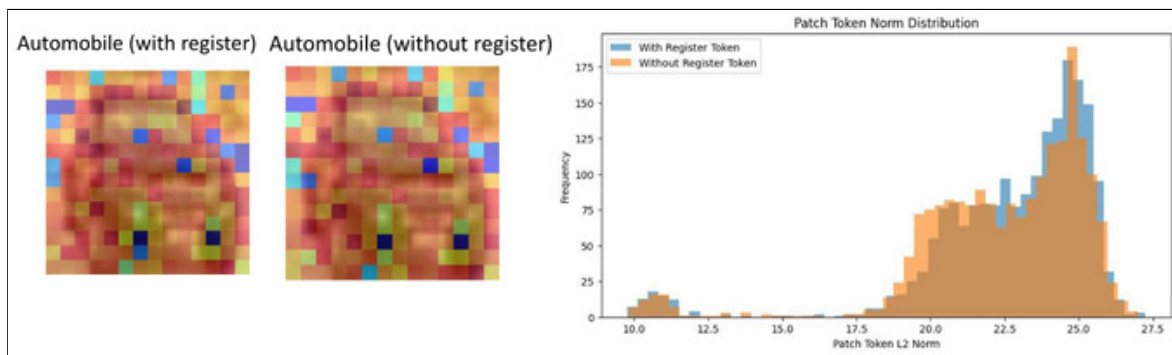 Automobile (with register)
Automobile (without register)
Patch Token Norm Distribution
With Register Token
Without Register Token
Frequency
175
150
125
100
75
50
25
0
10.0 12.5 15.0 17.5 20.0 22.5 25.0 27.5
Patch Token L2 Norm